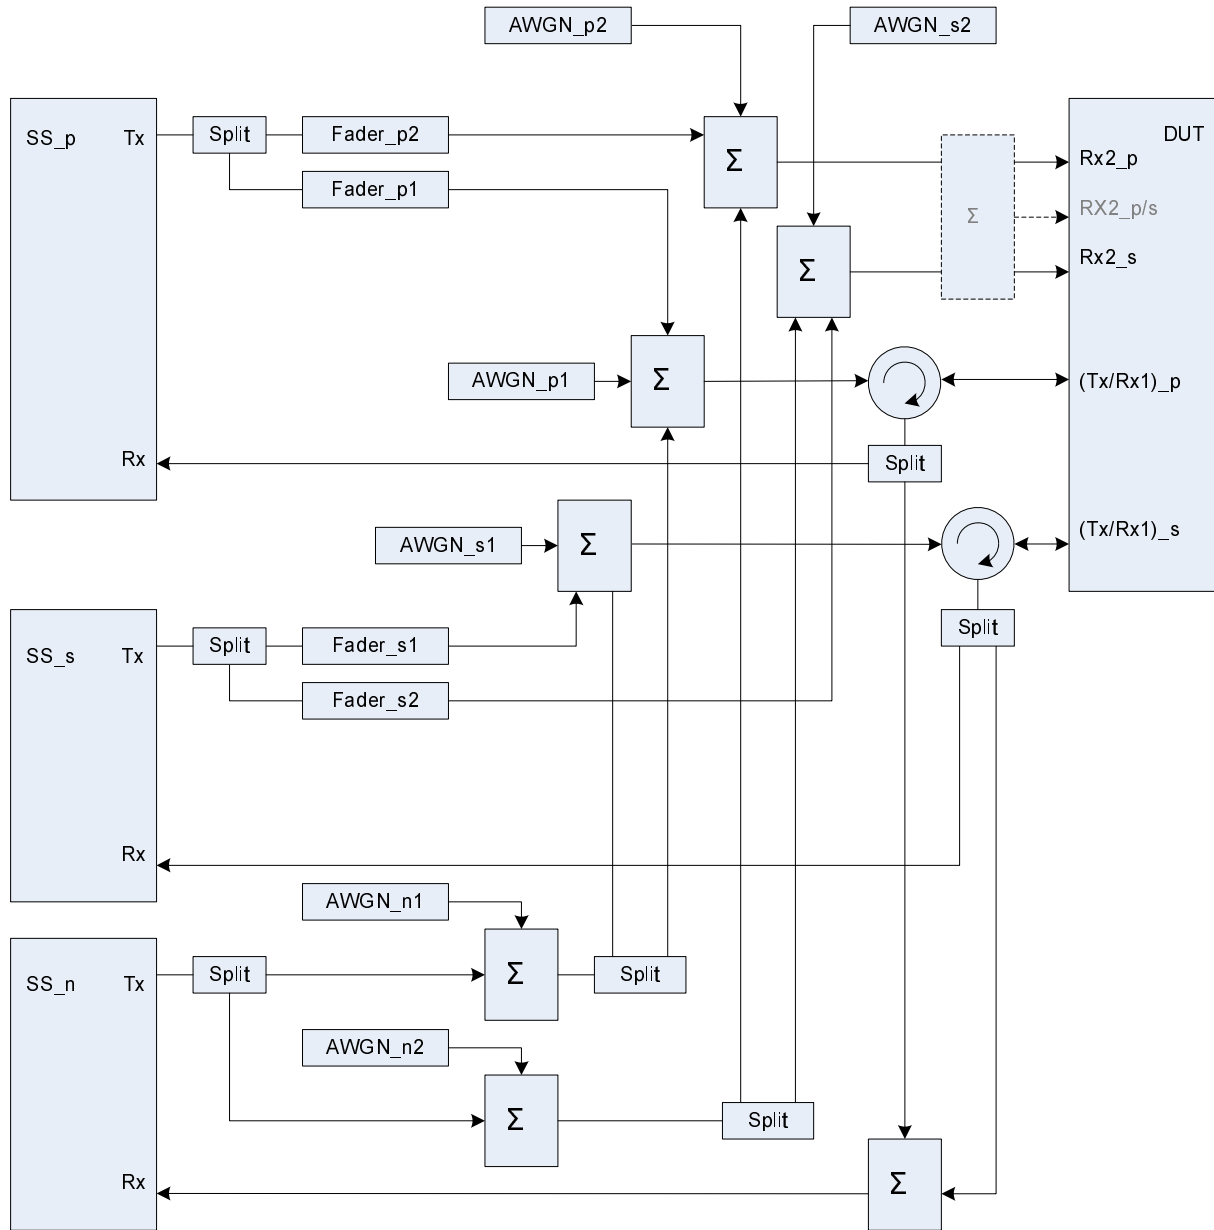 AWGN_p2
AWGN_s2
SS_p
Tx
Split
Fader_p2
Fader_p1
Σ
Σ
Σ
DUT
Rx2_p
RX2_p/s
Rx2_s
AWGN_p1
Σ
(Tx/Rx1)_p
Rx
Split
AWGN_s1
Σ
(Tx/Rx1)_s
SS_s
Tx
Split
Fader_s1
Fader_s2
Split
Rx
AWGN_n1
SS_n
Tx
Split
Σ
Split
AWGN_n2
Σ
Split
Rx
Σ